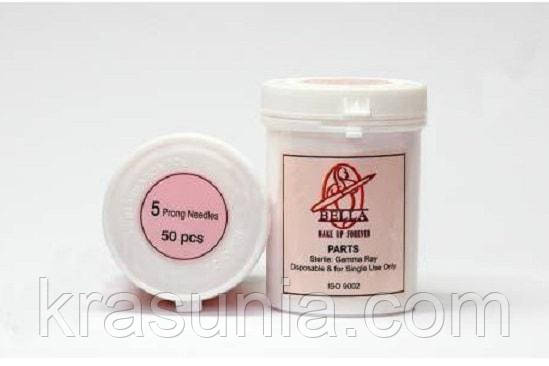 5 Prong Needles
50 pcs
BELLA
MAKE UP FOREVER
PARTS
Sterile: Gamma Ray
Disposable & for Single Use Only
ISO 9002
krasunia.com